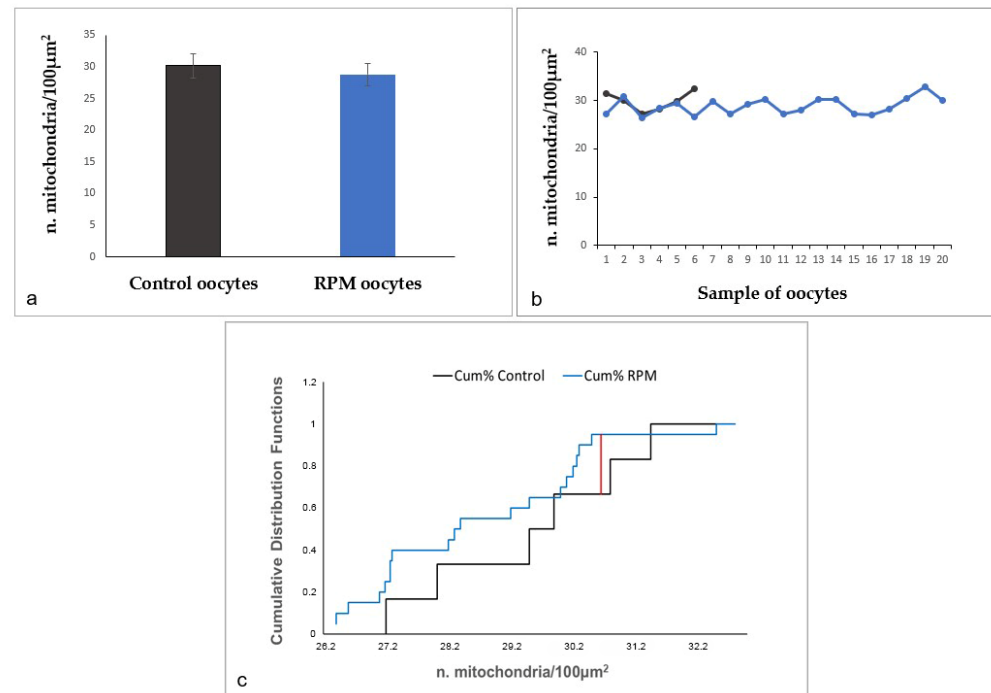 n. mitochondria/100µm²
35
30
25
20
15
10
5
0
Control oocytes RPM oocytes
a
n. mitochondria/100µm²
40
30
20
10
0
1 2 3 4 5 6 7 8 9 10 11 12 13 14 15 16 17 18 19 20
Sample of oocytes
b
Cum% Control Cum% RPM
Cumulative Distribution Functions
1.2
1
0.8
0.6
0.4
0.2
0
26.2 27.2 28.2 29.2 30.2 31.2 32.2
n. mitochondria/100µm²
c